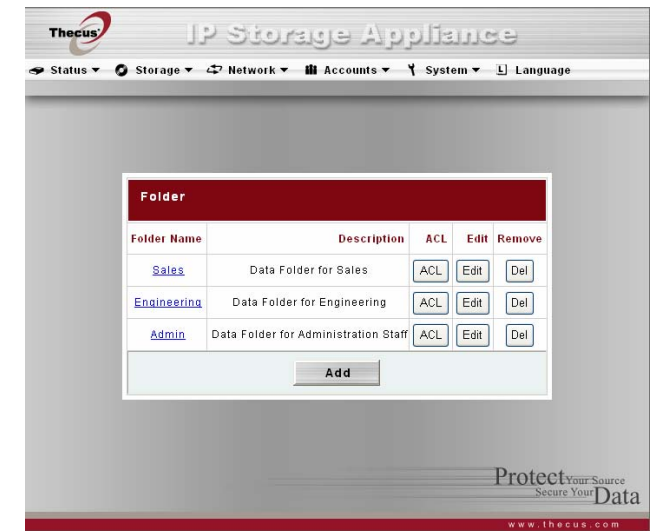 Thecus
IP Storage Appliance
Status Storage Network Accounts System L Language
Folder
Folder Name Description ACL Edit Remove
Sales Data Folder for Sales ACL Edit Del
Engineering Data Folder for Engineering ACL Edit Del
Admin Data Folder for Administration Staff ACL Edit Del
Add
Protect Your Source
Secure Your Data
www.thecus.com